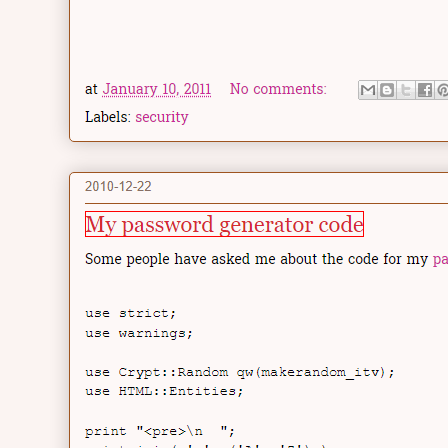 at January 10, 2011 No comments:
Labels: security
2010-12-22
My password generator code
Some people have asked me about the code for my
use strict;
use warnings;
use Crypt::Random qw(makerandom_itv);
use HTML::Entities;
print "<pre>\n  ";